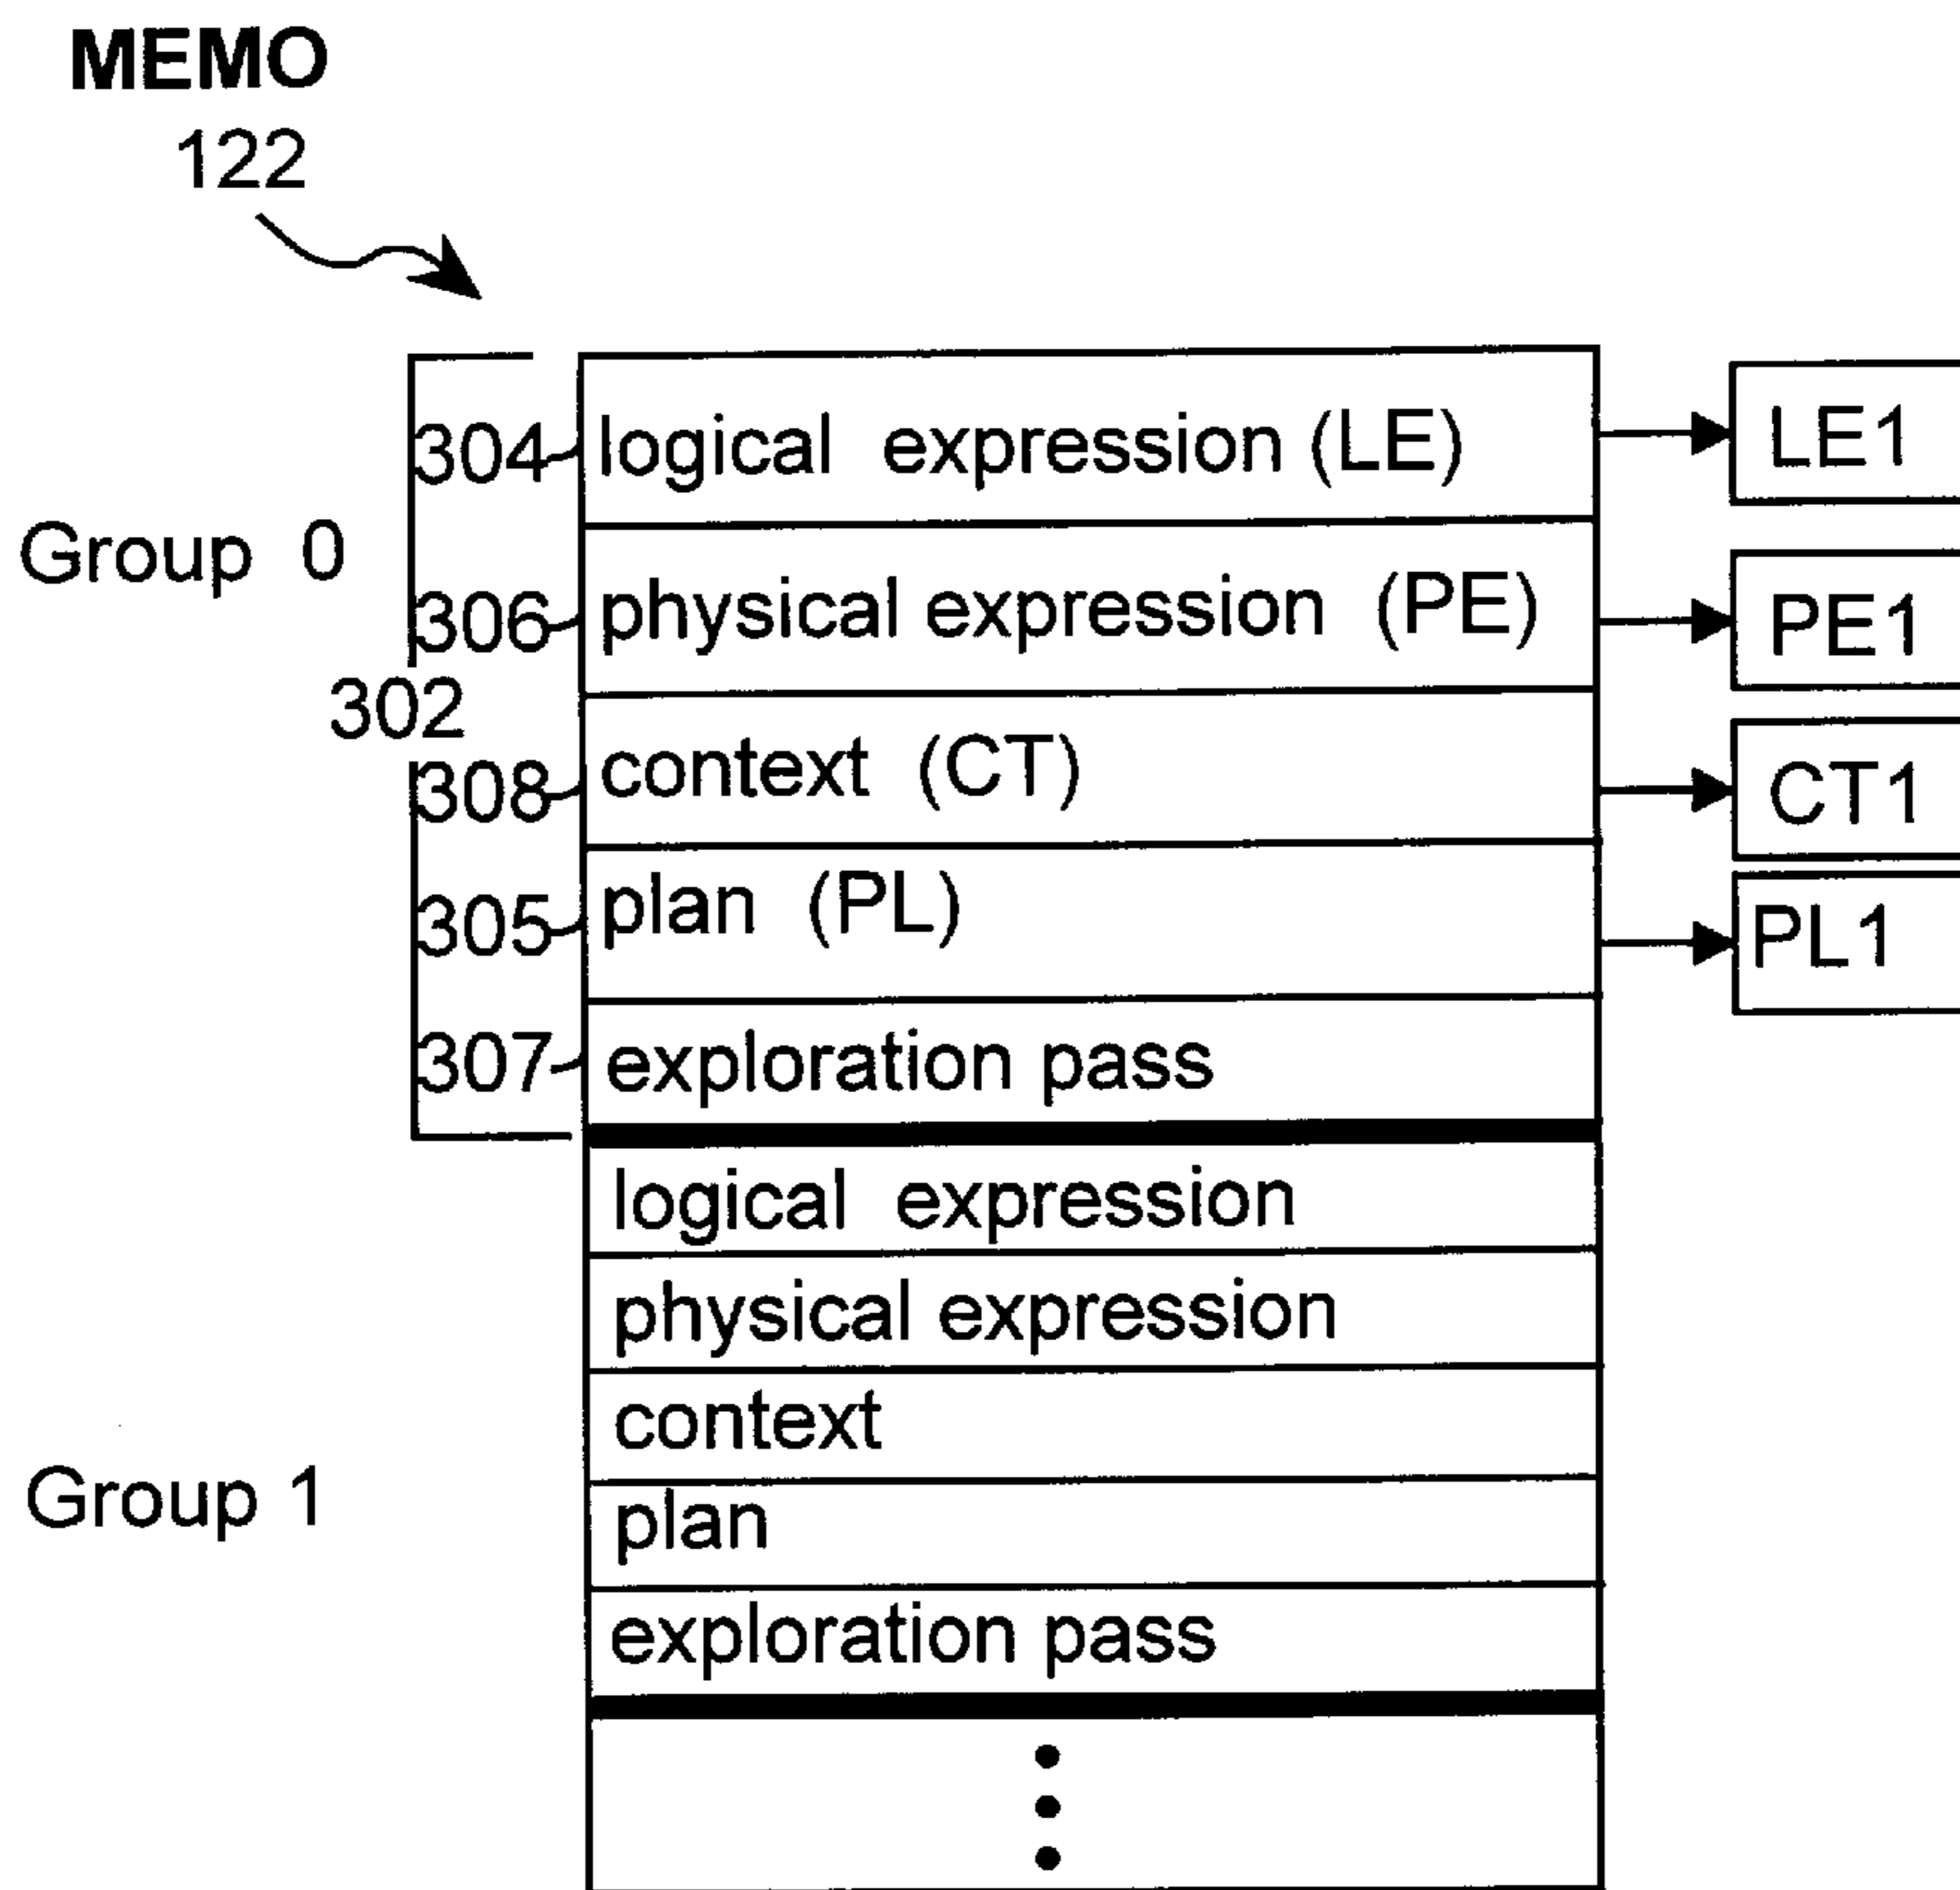 MEMO
122
304 logical expression (LE) LE1
Group 0
306 physical expression (PE) PE1
302
308 context (CT) CT1
305 plan (PL) PL1
307 exploration pass
logical expression
physical expression
context
Group 1
plan
exploration pass